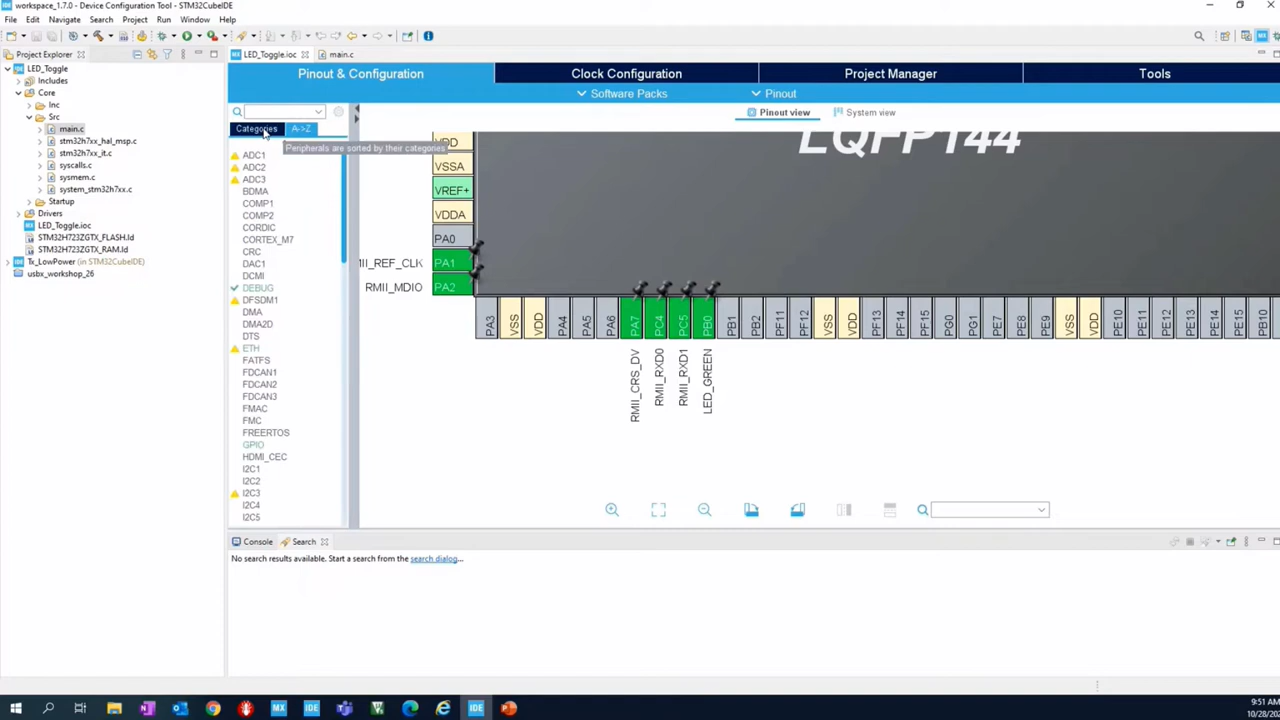 workspace_1.7.0 - Device Configuration Tool - STM32CubeIDE
File Edit Navigate Search Project Run Window Help
Project Explorer
LED_Toggle
Includes
Core
Inc
Src
main.c
stm32h7xx_hal_msp.c
stm32h7xx_it.c
syscalls.c
sysmem.c
system_stm32h7xx.c
Startup
Drivers
LED_Toggle.ioc
STM32H723ZGTX_FLASH.ld
STM32H723ZGTX_RAM.ld
Tx_LowPower (in STM32CubeIDE)
usbx_workshop_26
LED_Toggle.ioc
main.c
Pinout & Configuration
Clock Configuration
Project Manager
Tools
Software Packs
Pinout
Pinout view
System view
Categories
A->Z
Peripherals are sorted by their categories
ADC1
ADC2
ADC3
BDMA
COMP1
COMP2
CORDIC
CORTEX_M7
CRC
DAC1
DCMI
DEBUG
DFSDM1
DMA
DMA2D
DTS
ETH
FATFS
FDCAN1
FDCAN2
FDCAN3
FMAC
FMC
FREERTOS
GPIO
HDMI_CEC
I2C1
I2C2
I2C3
I2C4
I2C5
LQFP144
VDD
VSSA
VREF+
VDDA
PA0
PA1
PA2
RMII_MDIO
PA3
VSS
VDD
PA4
PA5
PA6
PA7
PC4
PC5
PB0
PB1
PB2
PF11
PF12
VSS
VDD
PF13
PF14
PF15
PG0
PG1
PE7
PE8
PE9
VSS
VDD
PE10
PE11
PE12
PE13
PE14
PE15
PB10
RMII_CRS_DV
RMII_RXD0
RMII_RXD1
LED_GREEN
Console
Search
No search results available. Start a search from the search dialog...
MX
IDE
IDE
9:51 AM